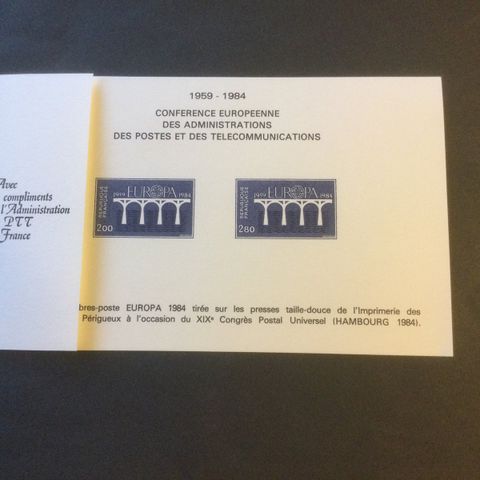 1959 - 1984
CONFERENCE EUROPEENNE
DES ADMINISTRATIONS
DES POSTES ET DES TELECOMMUNICATIONS
Avec
compliments
l'Administration
PTT
France
1959 EUROPA 1984
REPUBLIQUE FRANÇAISE
2,00
1959 EUROPA 1984
REPUBLIQUE FRANÇAISE
2,80
bres-poste EUROPA 1984 tirée sur les presses taille-douce de l'Imprimerie des
Périgueux à l'occasion du XIXe Congrès Postal Universel (HAMBOURG 1984).